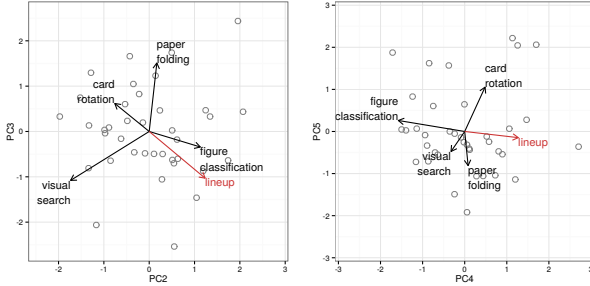 3
2
1
0
-1
-2
PC3
-2
-1
0
1
2
3
PC2
paper
folding
card
rotation
figure
classification
lineup
visual
search
3
2
1
0
-1
-2
-3
PC5
-3
-2
-1
0
1
2
PC4
card
rotation
figure
classification
lineup
visual
search
paper
folding